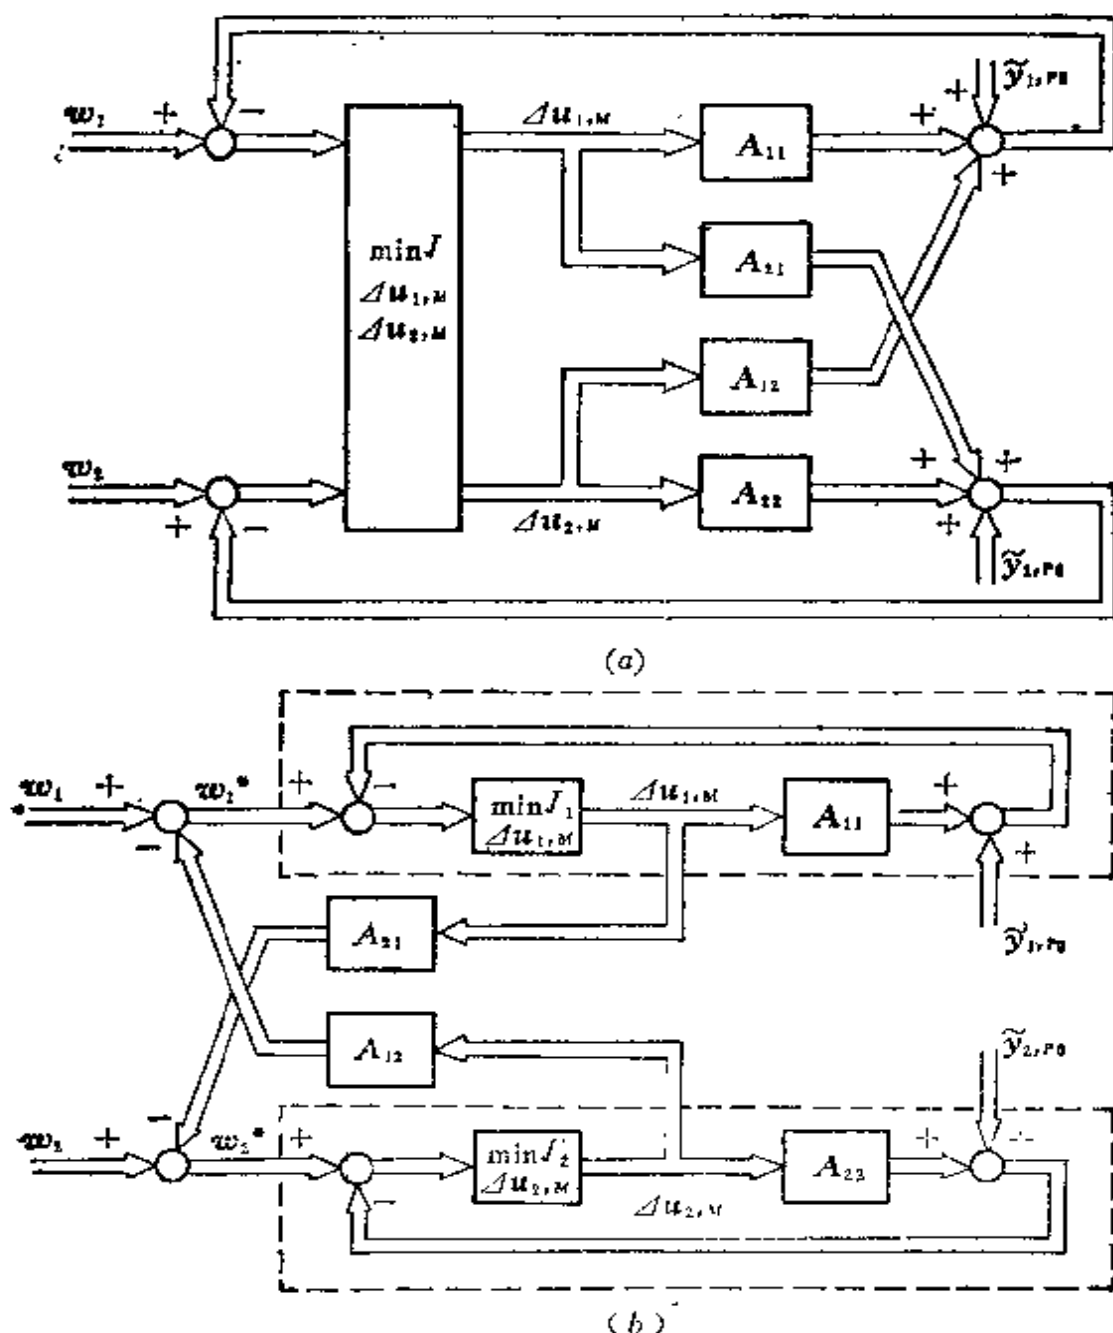 w₁ + −
Δu₁,M
A₁₁
+ + ỹ₁,P0
+
min J
Δu₁,M
Δu₂,M
A₂₁
A₁₂
w₂
+ −
Δu₂,M
A₂₂
+ +
+ ỹ₂,P0
(a)
w₁ + w₁* + −
−
min J₁
Δu₁,M
Δu₁,M
A₁₁
+
+
ỹ₁,P0
A₂₁
A₁₂
ỹ₂,P0
−
w₂ + w₂* + −
min J₂
Δu₂,M
Δu₂,M
A₂₂
+ +
(b)